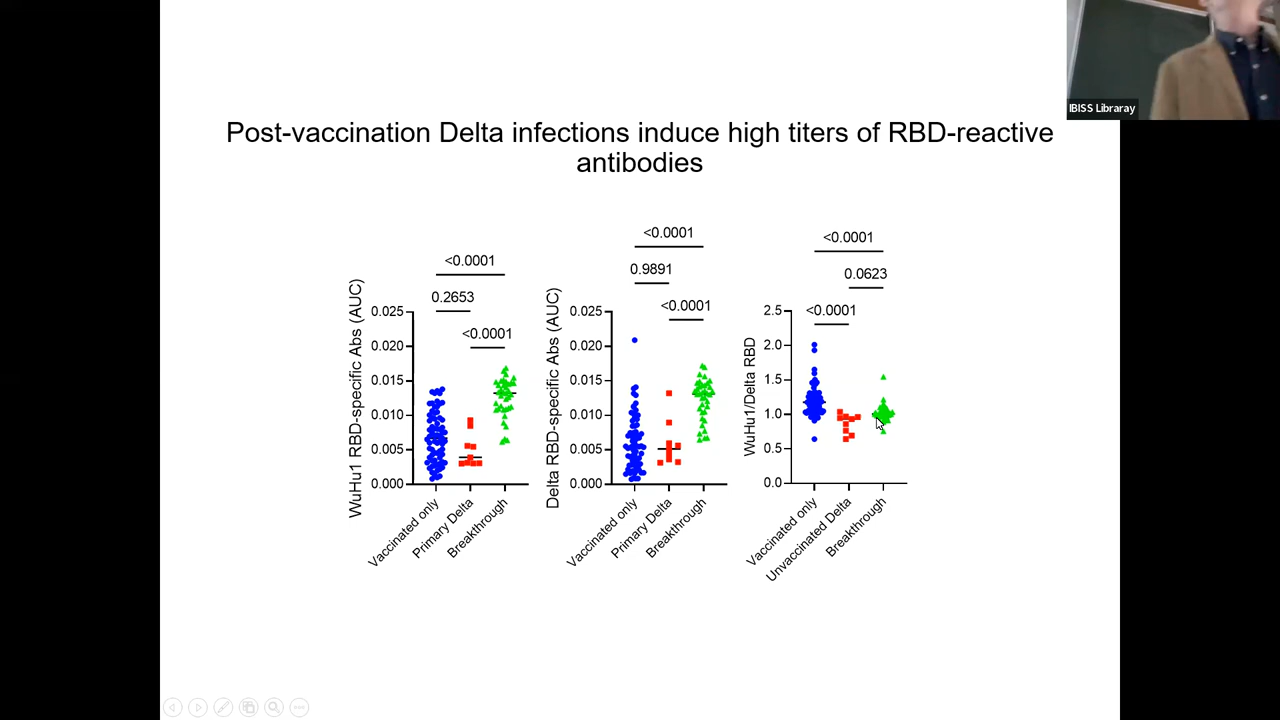 IBISS Libraray
Post-vaccination Delta infections induce high titers of RBD-reactive
antibodies
WuHu1 RBD-specific Abs (AUC)
<0.0001
0.2653
<0.0001
0.025
0.020
0.015
0.010
0.005
0.000
Vaccinated only
Primary Delta
Breakthrough
Delta RBD-specific Abs (AUC)
<0.0001
0.9891
<0.0001
0.025
0.020
0.015
0.010
0.005
0.000
Vaccinated only
Primary Delta
Breakthrough
WuHu1/Delta RBD
<0.0001
0.0623
<0.0001
2.5
2.0
1.5
1.0
0.5
0.0
Vaccinated only
Unvaccinated Delta
Breakthrough